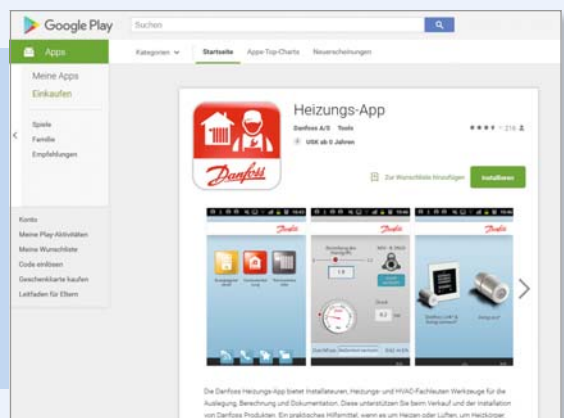 Google Play
Suchen
Apps
Kategorien
Startseite
Apps-Top-Charts
Neuerscheinungen
Meine Apps
Einkaufen
Spiele
Familie
Empfehlungen
Konto
Meine Play-Aktivitäten
Meine Wunschliste
Code einlösen
Geschenkkarte kaufen
Leitfaden für Eltern
Danfoss
Heizungs-App
Danfoss A/S Tools
216
USK ab 0 Jahren
Zur Wunschliste hinzufügen
Installieren
Danfoss
Danfoss
Danfoss
Die Danfoss Heizungs-App bietet Installateuren, Heizungs- und HVAC-Fachleuten Werkzeuge für die
Auslegung, Berechnung und Dokumentation. Diese unterstützen Sie beim Verkauf und der Installation
von Danfoss Produkten. Ein praktisches Hilfsmittel, wenn es um Heizen oder Lüften, um Heizkörper